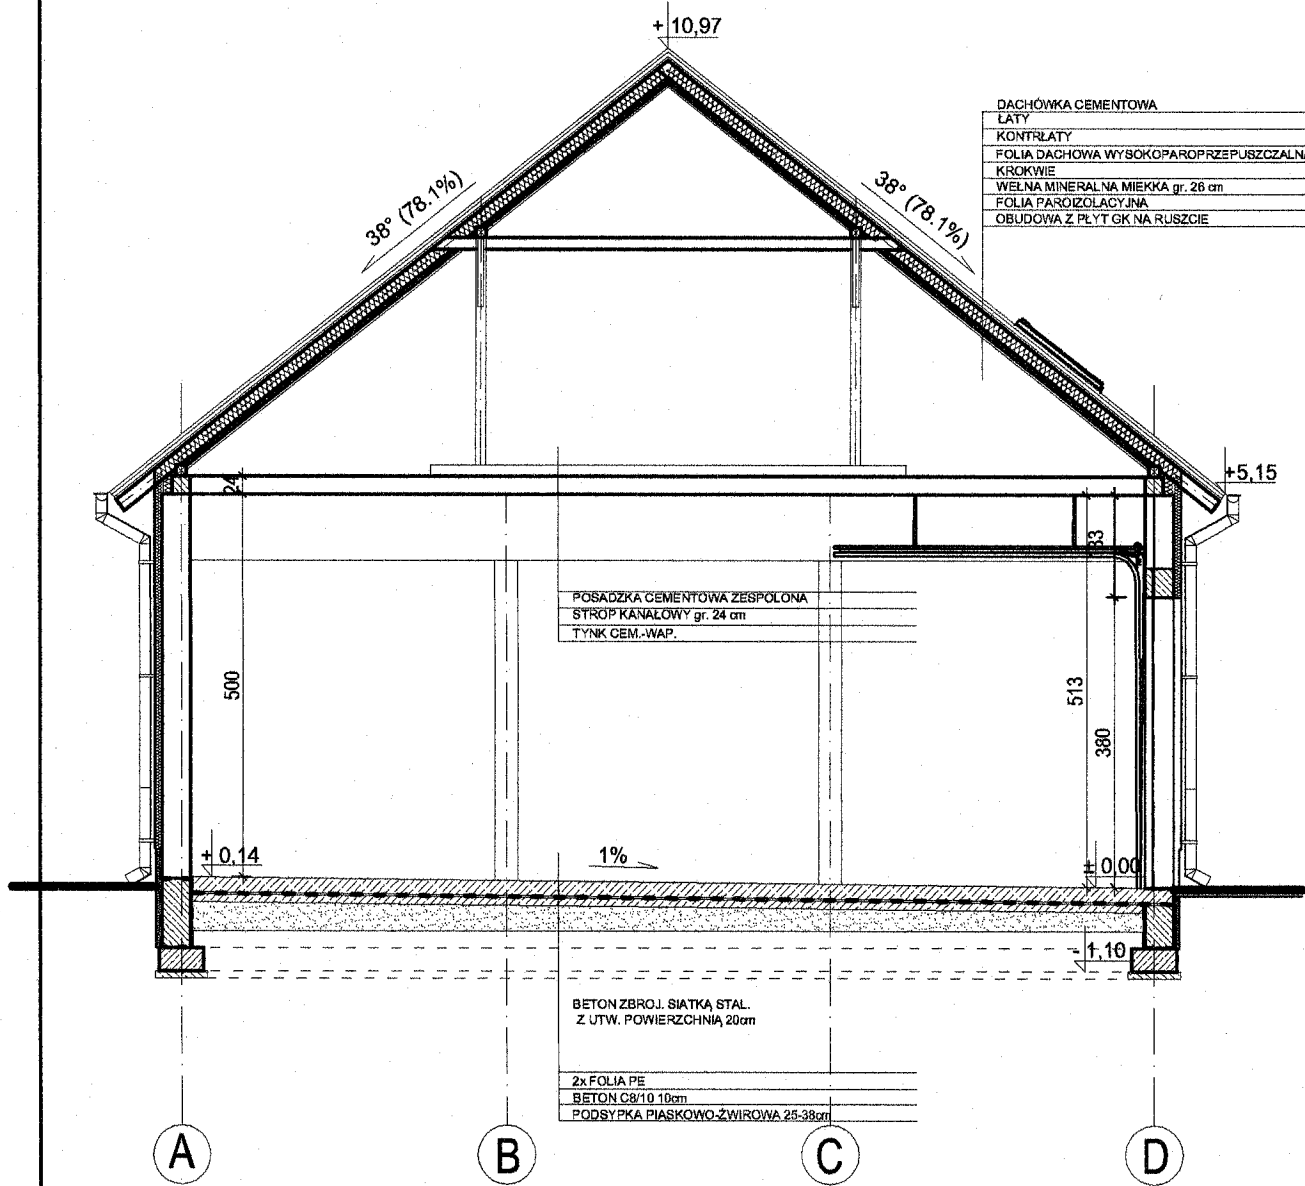 + 10,97
DACHÓWKA CEMENTOWA
ŁATY
KONTRŁATY
FOLIA DACHOWA WYSOKOPAROPRZEPUSZCZALNA
KROKWIE
WEŁNA MINERALNA MIEKKA gr. 26 cm
FOLIA PAROIZOLACYJNA
OBUDOWA Z PŁYT GK NA RUSZCIE
38° (78.1%)
38° (78.1%)
+5,15
24
POSADZKA CEMENTOWA ZESPOLONA
STROP KANAŁOWY gr. 24 cm
TYNK CEM.-WAP.
500
513
380
+ 0,14
1%
± 0,00
- 1,10
BETON ZBROJ. SIATKĄ STAL.
Z UTW. POWIERZCHNIĄ 20cm
2x FOLIA PE
BETON C8/10 10cm
PODSYPKA PIASKOWO-ŻWIROWA 25-38cm
A
B
C
D